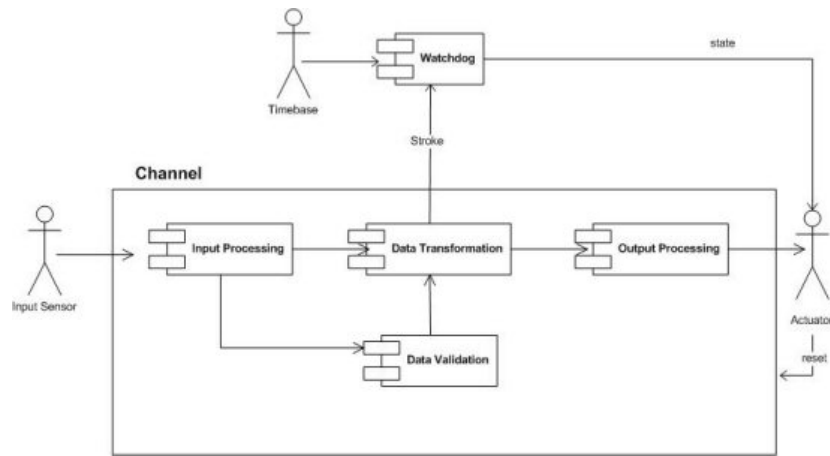 Watchdog
state
Timebase
Stroke
Channel
Input Processing
Data Transformation
Output Processing
Input Sensor
Actuator
Data Validation
reset